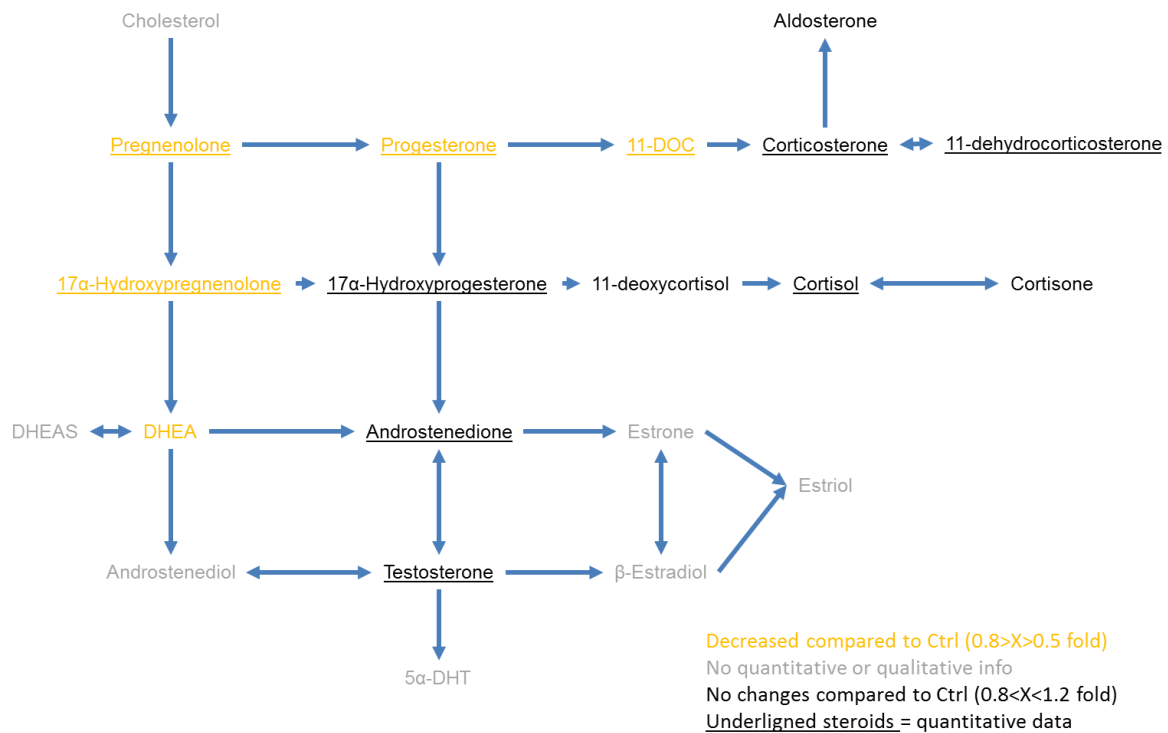 Cholesterol
Aldosterone
Pregnenolone
Progesterone
11-DOC
Corticosterone
11-dehydrocorticosterone
17α-Hydroxypregnenolone
17α-Hydroxyprogesterone
11-deoxycortisol
Cortisol
Cortisone
DHEAS
DHEA
Androstenedione
Estrone
Estriol
Androstenediol
Testosterone
β-Estradiol
5α-DHT
Decreased compared to Ctrl (0.8>X>0.5 fold)
No quantitative or qualitative info
No changes compared to Ctrl (0.8<X<1.2 fold)
Underligned steroids = quantitative data